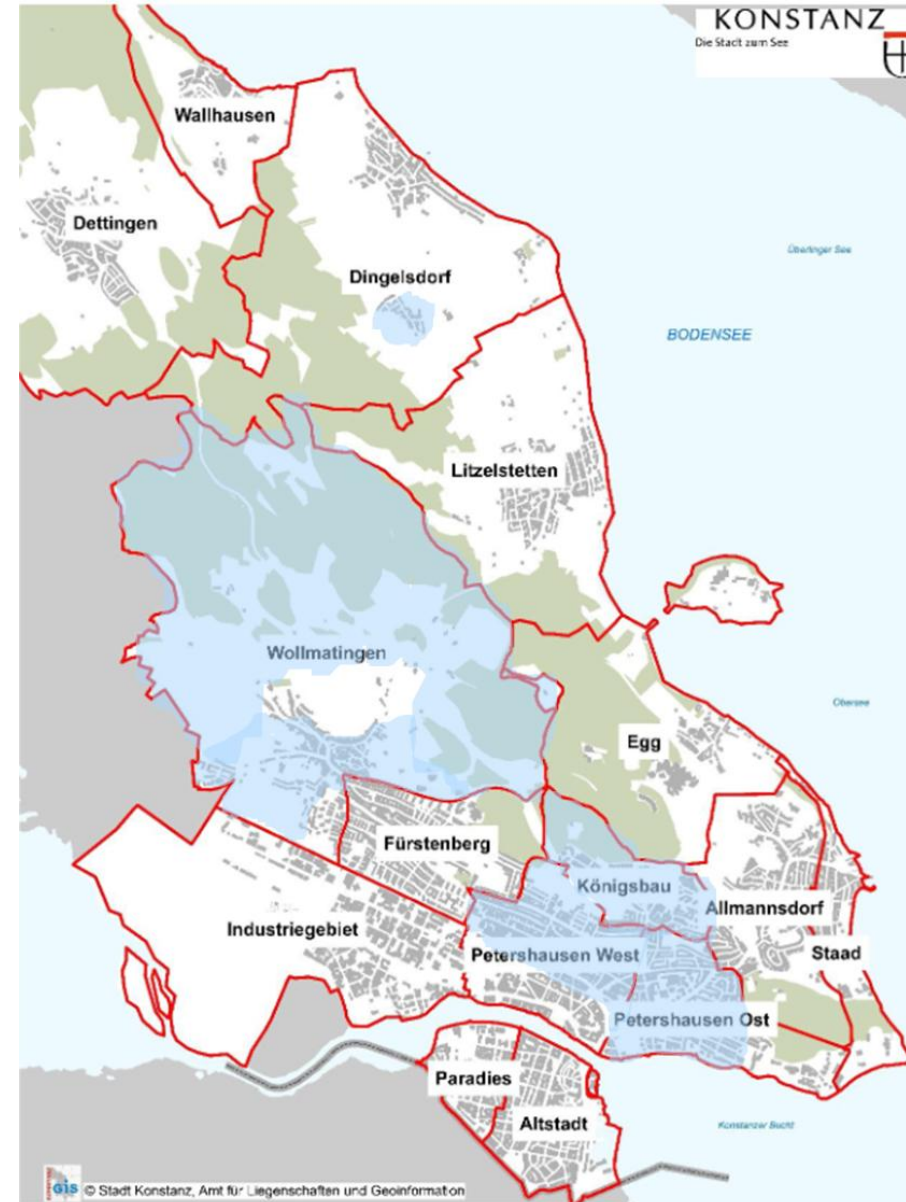 KONSTANZ
Die Stadt zum See
Wallhausen
Dettingen
Überlinger See
Dingelsdorf
BODENSEE
Litzelstetten
Wollmatingen
Obersee
Egg
Fürstenberg
Königsbau
Allmannsdorf
Industriegebiet
Petershausen West
Staad
Petershausen Ost
Paradies
Altstadt
Konstanzer Bucht
GIS © Stadt Konstanz, Amt für Liegenschaften und Geoinformation